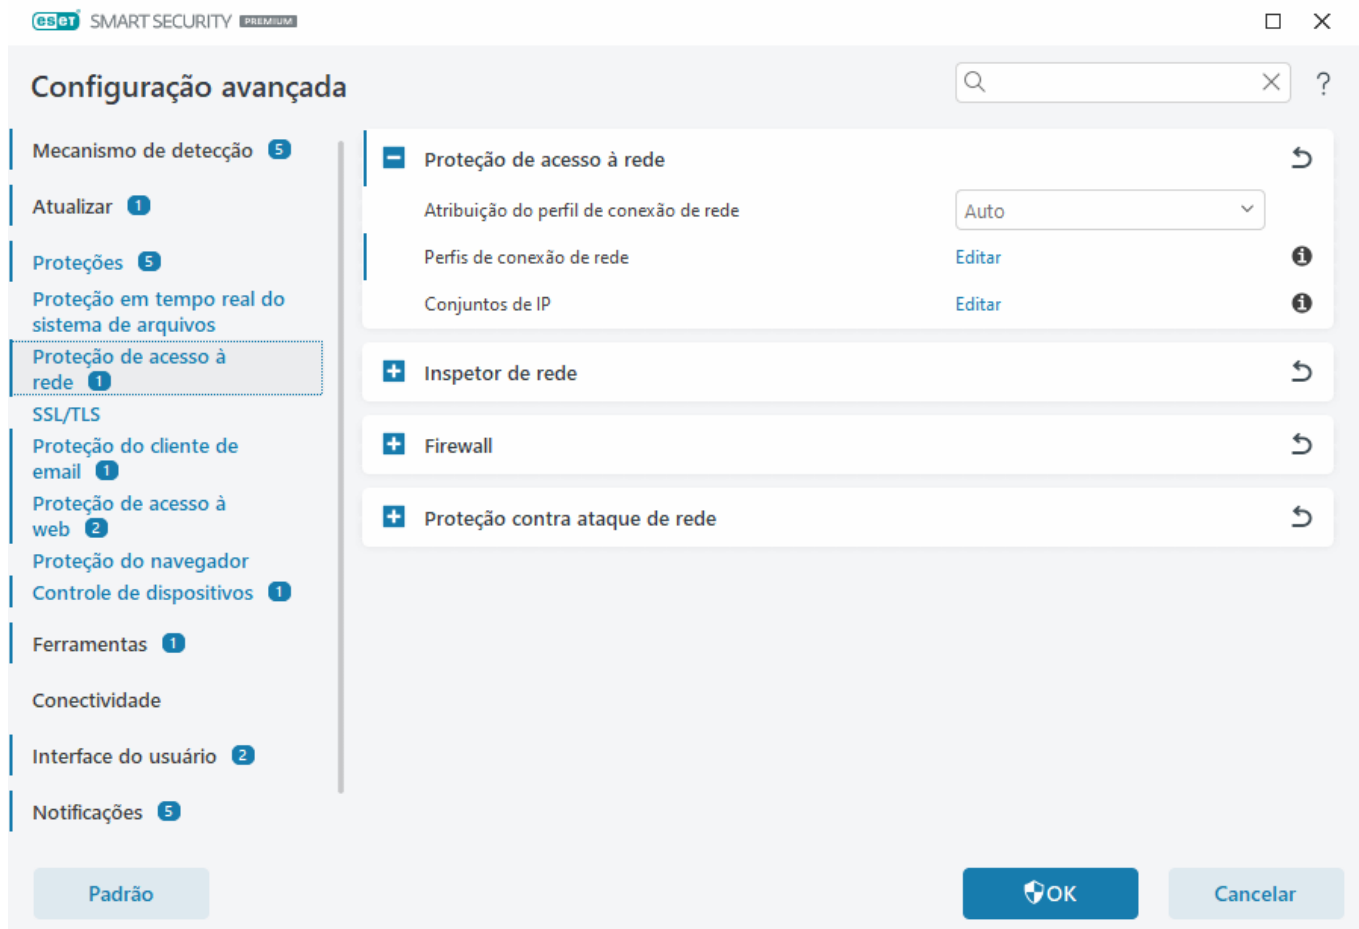 eset SMART SECURITY PREMIUM
Configuração avançada
?
Mecanismo de detecção 5
Atualizar 1
Proteções 5
Proteção em tempo real do
sistema de arquivos
Proteção de acesso à
rede 1
SSL/TLS
Proteção do cliente de
email 1
Proteção de acesso à
web 2
Proteção do navegador
Controle de dispositivos 1
Ferramentas 1
Conectividade
Interface do usuário 2
Notificações 5
Proteção de acesso à rede
Atribuição do perfil de conexão de rede
Auto
Perfis de conexão de rede
Editar
Conjuntos de IP
Editar
Inspetor de rede
Firewall
Proteção contra ataque de rede
Padrão
OK
Cancelar